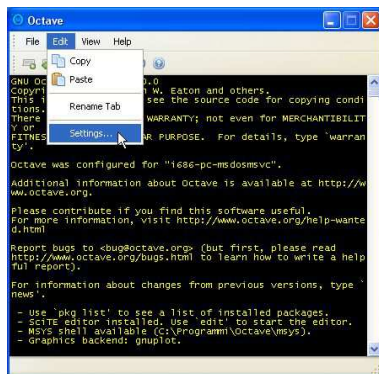 Octave
File Edit View Help
Copy
Paste
Rename Tab
Settings...
GNU Oc .0.0
Copyri n W. Eaton and others.
This i see the source code for copying condi
tions.
There WARRANTY; not even for MERCHANTIBILIT
Y or
FITNES AR PURPOSE. For details, type `warran
ty'.
Octave was configured for "i686-pc-msdosmsvc".
Additional information about Octave is available at http://w
ww.octave.org.
Please contribute if you find this software useful.
For more information, visit http://www.octave.org/help-wante
d.html
Report bugs to <bug@octave.org> (but first, please read
http://www.octave.org/bugs.html to learn how to write a help
ful report).
For information about changes from previous versions, type `
news'.
- Use `pkg list' to see a list of installed packages.
- SciTE editor installed. Use `edit' to start the editor.
- MSYS shell available (C:\Programmi\Octave\msys).
- Graphics backend: gnuplot.